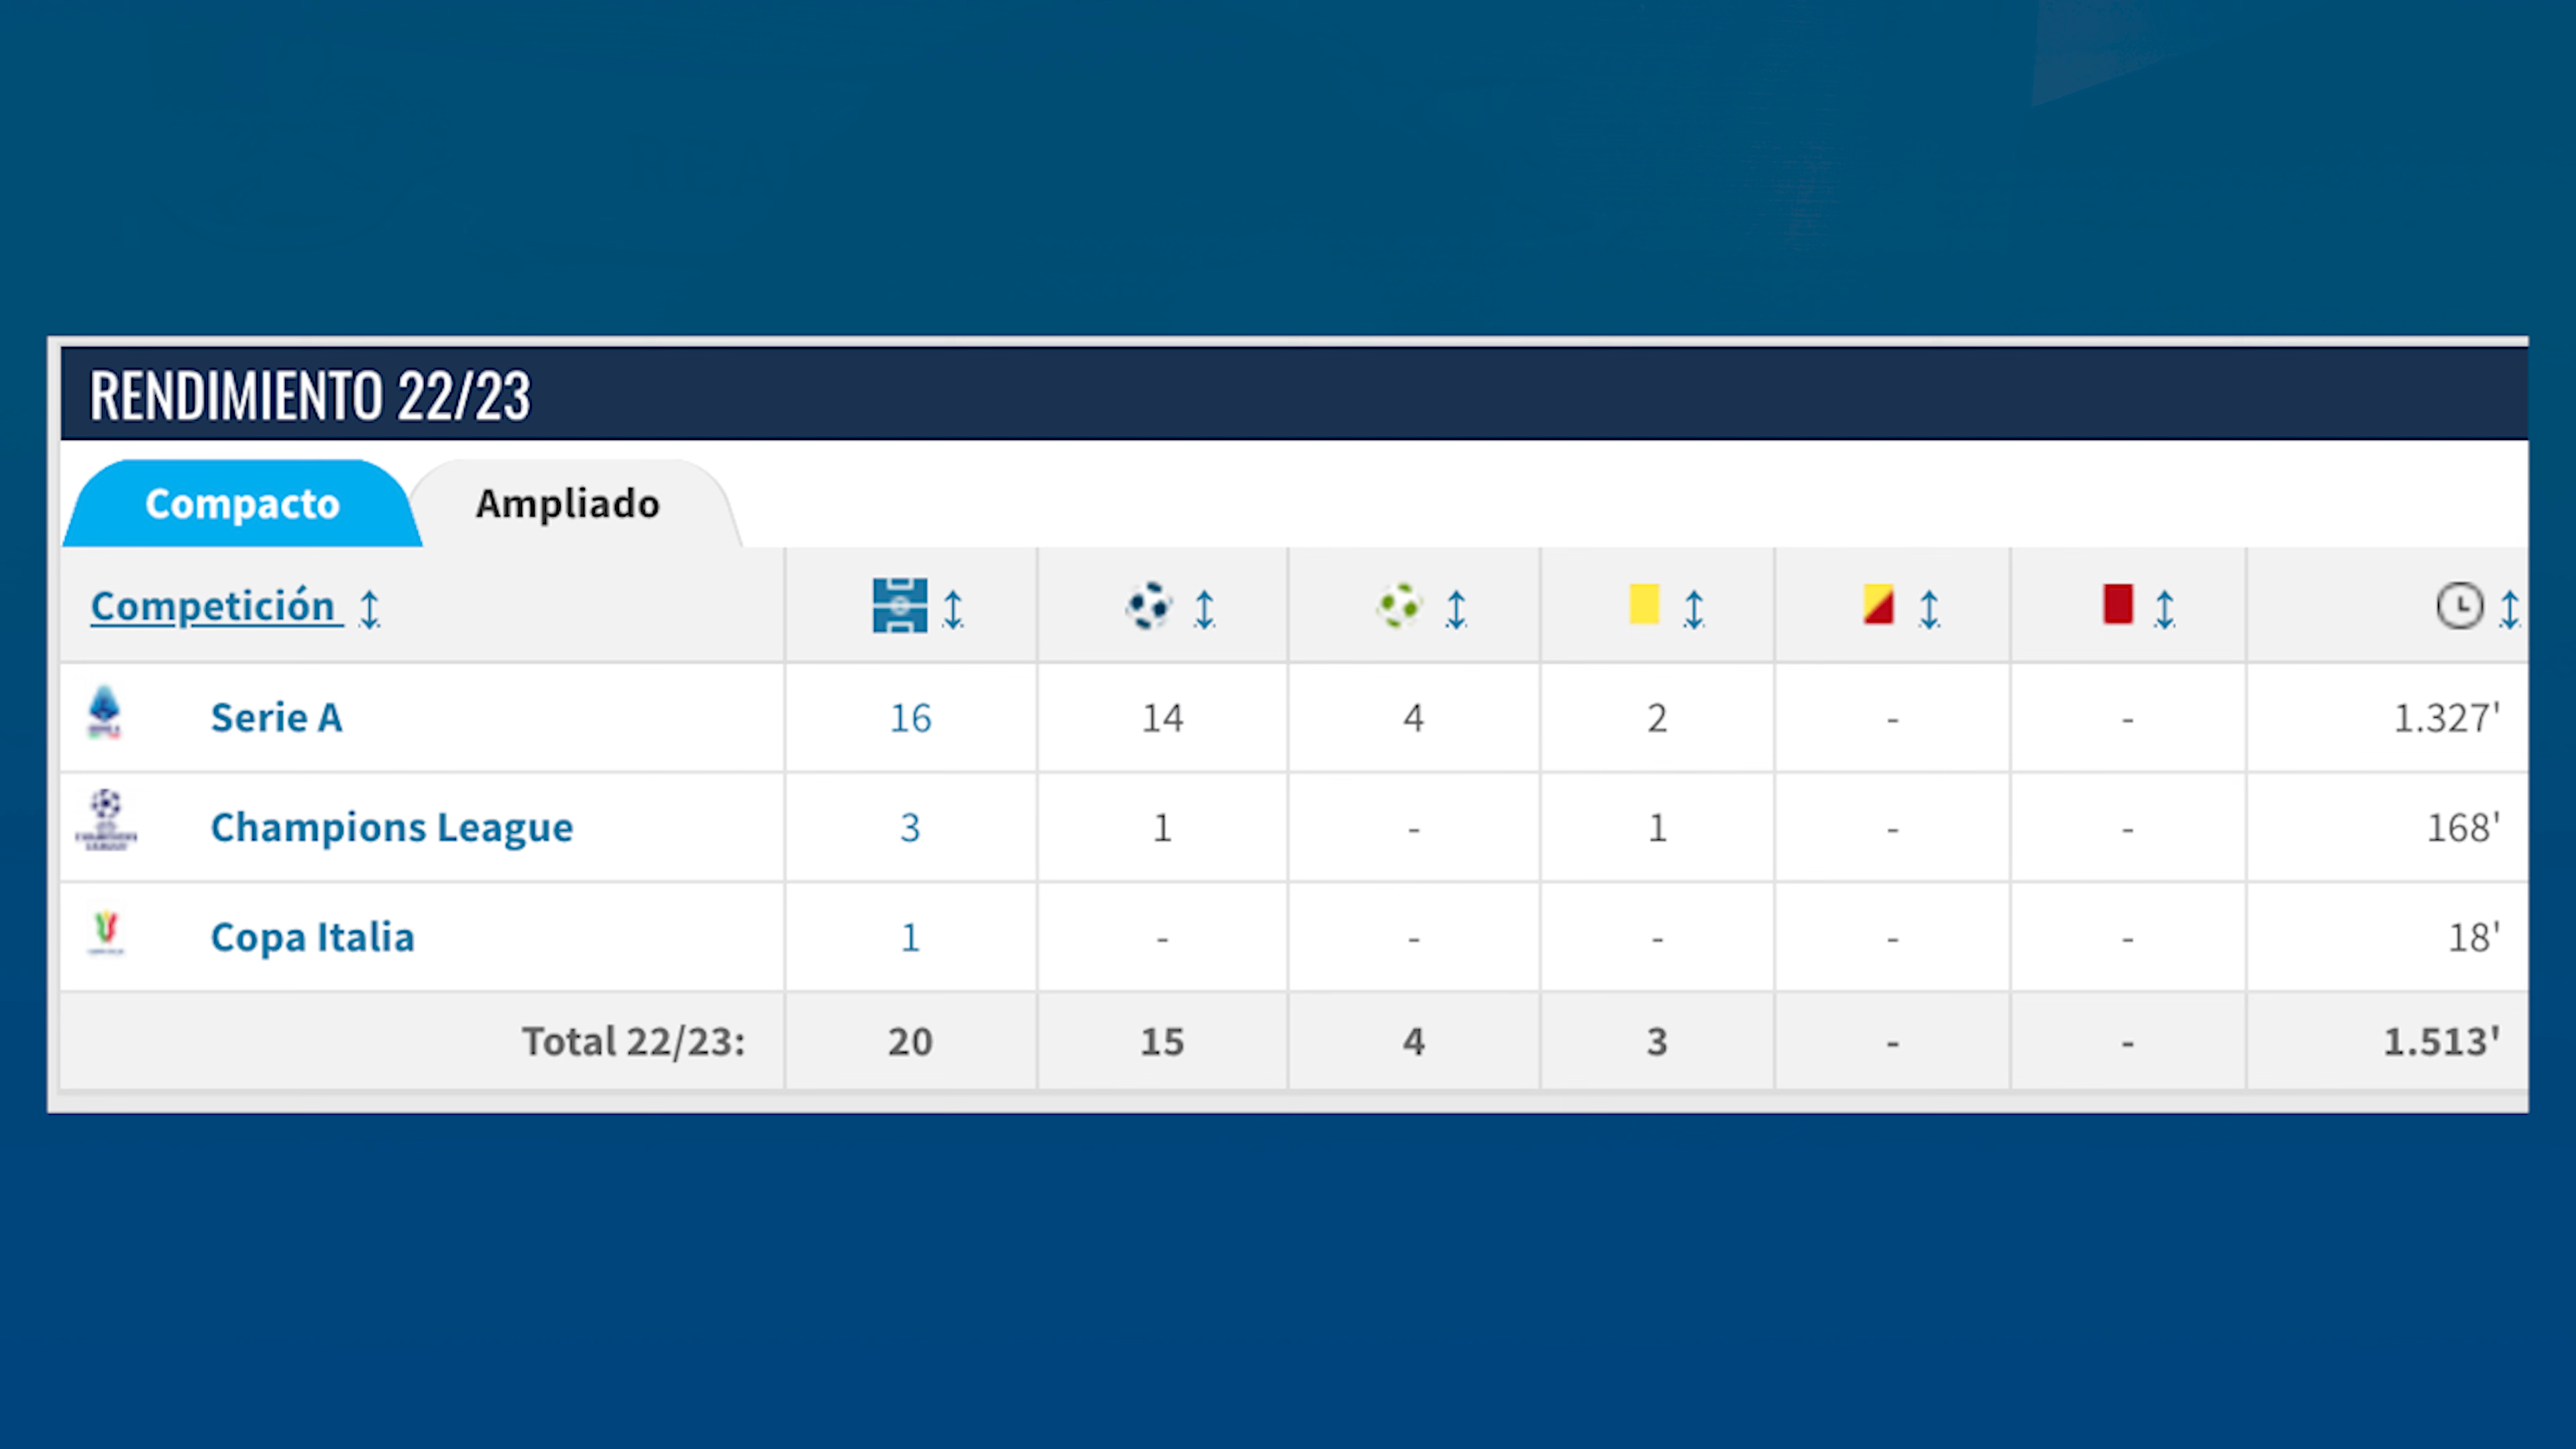 RENDIMIENTO 22/23
Compacto Ampliado
Competición
Serie A 16 14 4 2 - - 1.327'
Champions League 3 1 - 1 - - 168'
Copa Italia 1 - - - - - 18'
Total 22/23: 20 15 4 3 - - 1.513'